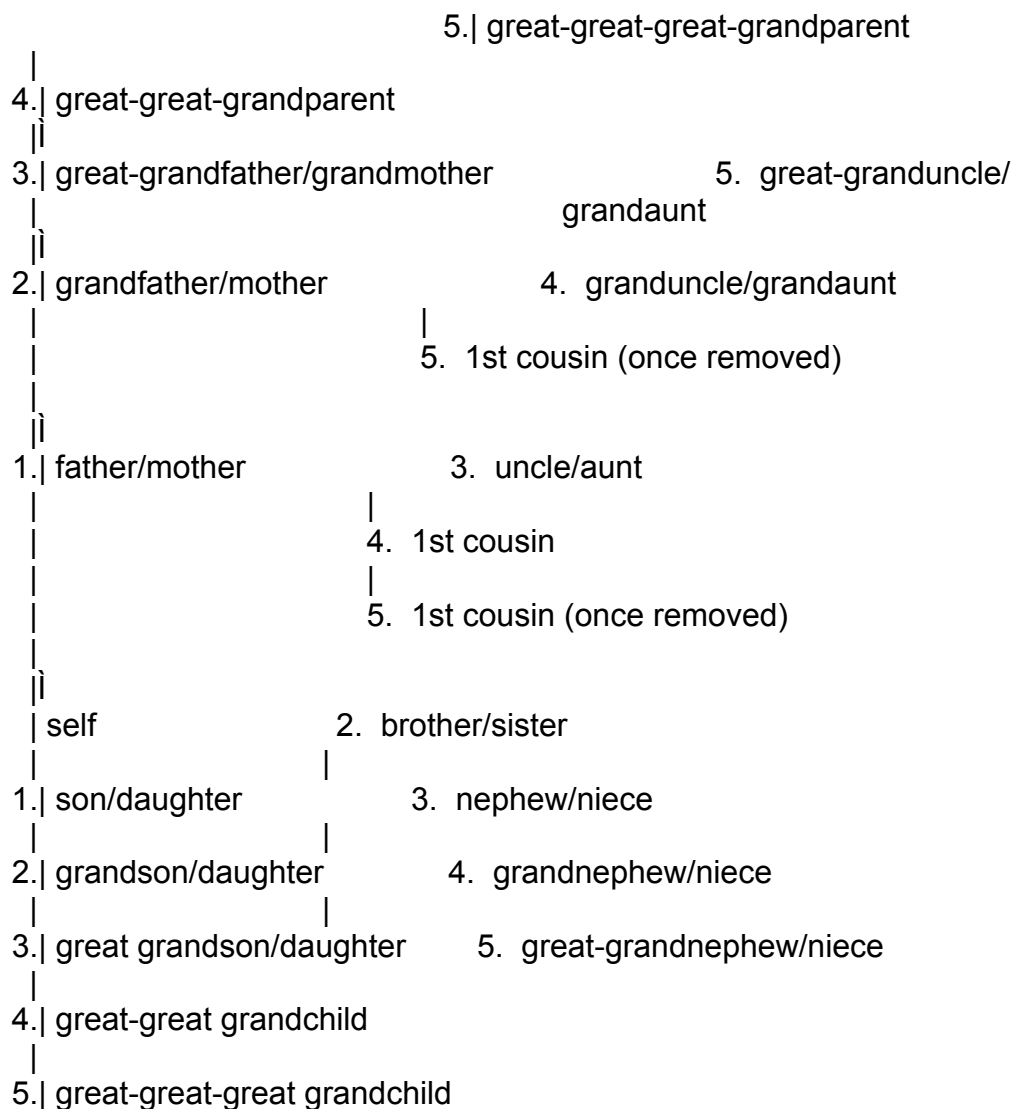 5.| great-great-great-grandparent
|
4.| great-great-grandparent
|Ì
3.| great-grandfather/grandmother 5. great-granduncle/
| grandaunt
|Ì
2.| grandfather/mother 4. granduncle/grandaunt
| |
| 5. 1st cousin (once removed)
|
|Ì
1.| father/mother 3. uncle/aunt
| |
| 4. 1st cousin
| |
| 5. 1st cousin (once removed)
|
|Ì
| self 2. brother/sister
| |
1.| son/daughter 3. nephew/niece
| |
2.| grandson/daughter 4. grandnephew/niece
| |
3.| great grandson/daughter 5. great-grandnephew/niece
|
4.| great-great grandchild
|
5.| great-great-great grandchild